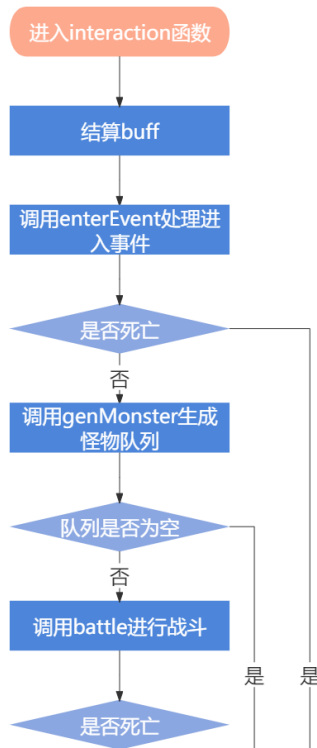 进入interaction函数
结算buff
调用enterEvent处理进
入事件
是否死亡
否
调用genMonster生成
怪物队列
队列是否为空
否
调用battle进行战斗
是 是
是否死亡